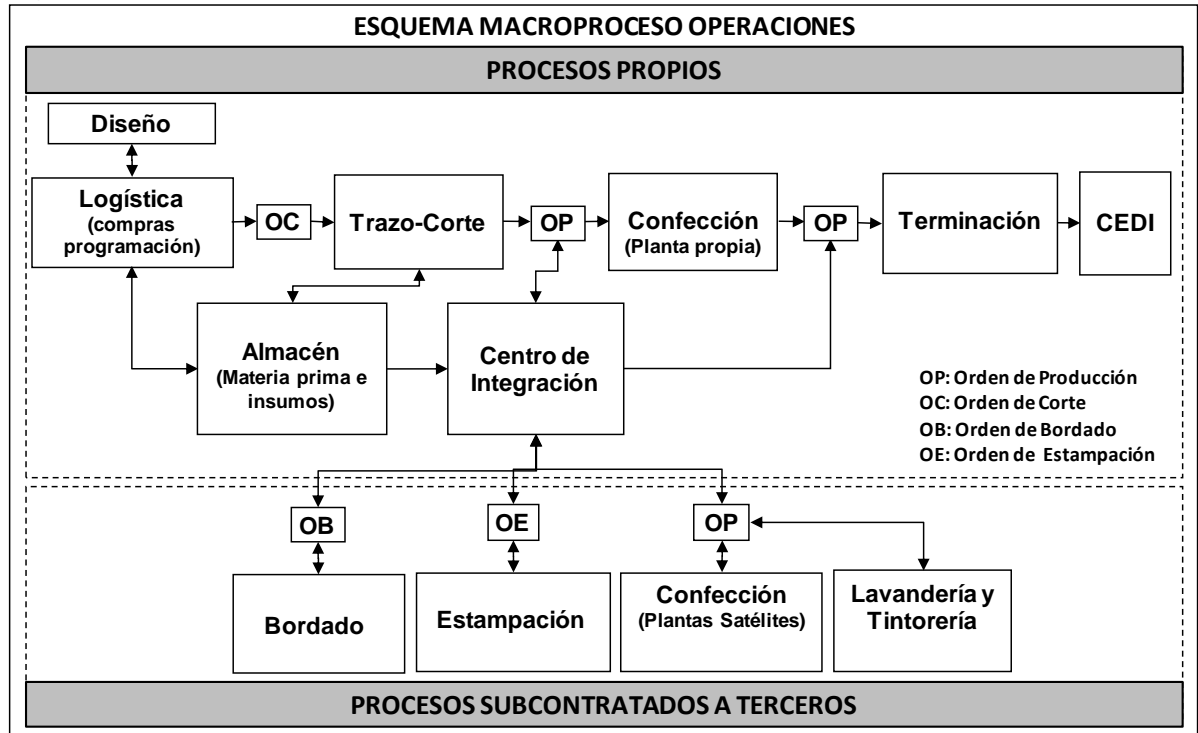 ESQUEMA MACROPROCESO OPERACIONES
PROCESOS PROPIOS
Diseño
Logística
(compras
programación)
OC
Trazo-Corte
OP
Confección
(Planta propia)
OP
Terminación
CEDI
Almacén
(Materia prima e
insumos)
Centro de
Integración
OP: Orden de Producción
OC: Orden de Corte
OB: Orden de Bordado
OE: Orden de Estampación
OB
OE
OP
Bordado
Estampación
Confección
(Plantas Satélites)
Lavandería y
Tintorería
PROCESOS SUBCONTRATADOS A TERCEROS